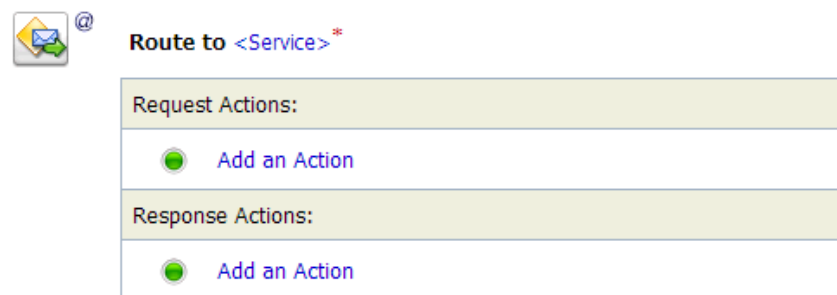 @
Route to <Service>*
Request Actions:
Add an Action
Response Actions:
Add an Action